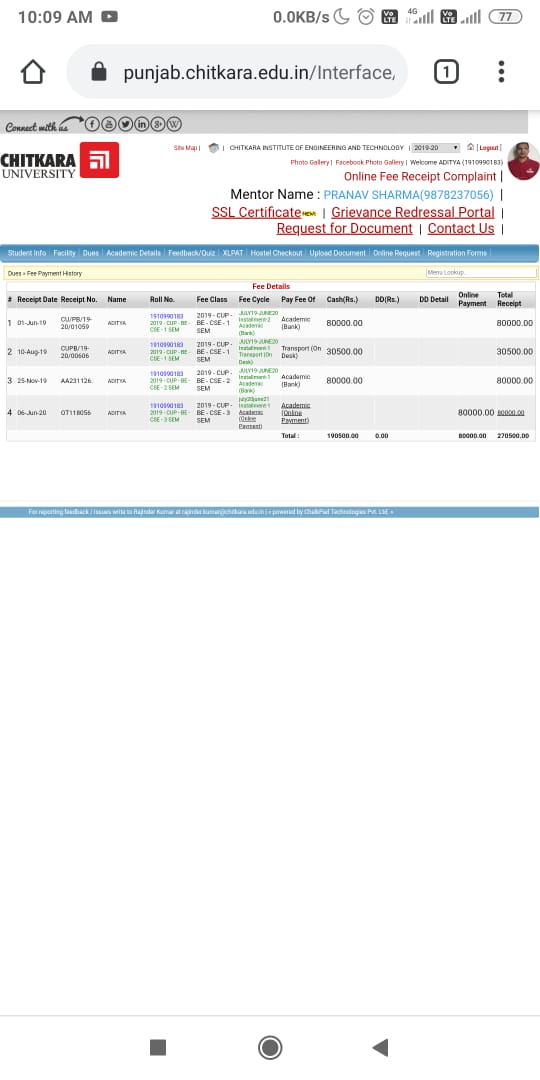 10:09 AM 0.0KB/s Vo LTE 4G Vo LTE 77
punjab.chitkara.edu.in/Interface, 1
Connect with us
Site Map | CHITKARA INSTITUTE OF ENGINEERING AND TECHNOLOGY | 2019-20 [ Logout ]
CHITKARA
UNIVERSITY
Photo Gallery | Facebook Photo Gallery | Welcome ADITYA (1910990183)
Online Fee Receipt Complaint |
Mentor Name : PRANAV SHARMA(9878237056) |
SSL Certificate NEW! | Grievance Redressal Portal |
Request for Document | Contact Us |
Student Info Facility Dues Academic Details Feedback/Quiz XLPAT Hostel Checkout Upload Document Online Request Registration Forms
Dues » Fee Payment History Menu Lookup..
Fee Details
# Receipt Date Receipt No. Name Roll No. Fee Class Fee Cycle Pay Fee Of Cash(Rs.) DD(Rs.) DD Detail Online Payment Total Receipt
1 01-Jun-19 CU/PB/19-20/01059 ADITYA 1910990183 2019 - CUP - BE - CSE - 1 SEM 2019 - CUP - BE - CSE - 1 SEM JULY19-JUNE20 Instalment-2 Academic (Bank) Academic (Bank) 80000.00 80000.00
2 10-Aug-19 CUPB/19-20/00606 ADITYA 1910990183 2019 - CUP - BE - CSE - 1 SEM 2019 - CUP - BE - CSE - 1 SEM JULY19-JUNE20 Instalment-1 Transport (On Desk) Transport (On Desk) 30500.00 30500.00
3 25-Nov-19 AA231126. ADITYA 1910990183 2019 - CUP - BE - CSE - 2 SEM 2019 - CUP - BE - CSE - 2 SEM JULY19-JUNE20 Instalment-1 Academic (Bank) Academic (Bank) 80000.00 80000.00
4 06-Jun-20 OT118056 ADITYA 1910990183 2019 - CUP - BE - CSE - 3 SEM 2019 - CUP - BE - CSE - 3 SEM july20june21 Instalment-1 Academic (Online Payment) Academic (Online Payment) 80000.00 80000.00
Total : 190500.00 0.00 80000.00 270500.00
For reporting feedback / issues write to Rajinder Kumar at rajinder.kumar@chitkara.edu.in | « powered by ChalkPad Technologies Pvt. Ltd. »